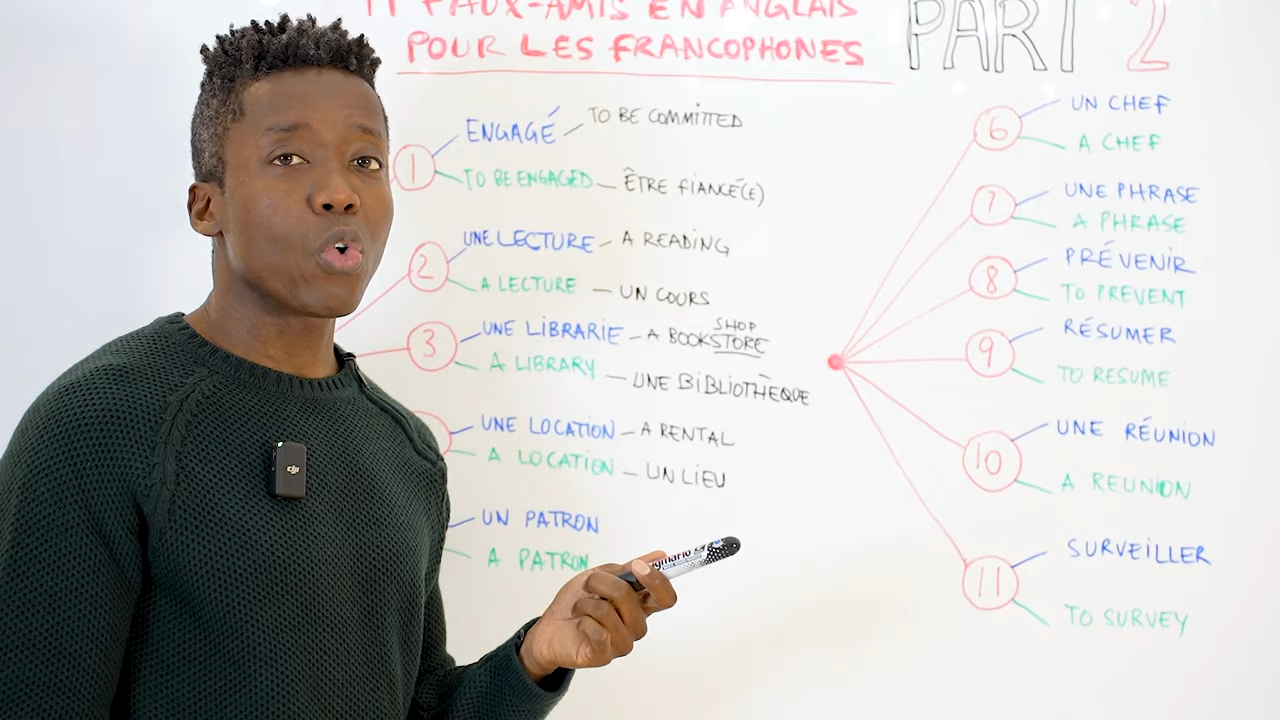 11 FAUX-AMIS EN ANGLAIS
POUR LES FRANCOPHONES
PART 2
1
ENGAGÉ — TO BE COMMITTED
TO BE ENGAGED — ÊTRE FIANCÉ(E)
2
UNE LECTURE — A READING
A LECTURE — UN COURS
3
UNE LIBRARIE — A BOOKSTORE
SHOP
A LIBRARY — UNE BIBLIOTHÈQUE
UNE LOCATION — A RENTAL
A LOCATION — UN LIEU
UN PATRON
A PATRON
6
UN CHEF
A CHEF
7
UNE PHRASE
A PHRASE
8
PRÉVENIR
TO PREVENT
9
RÉSUMER
TO RESUME
10
UNE RÉUNION
A REUNION
11
SURVEILLER
TO SURVEY
dji